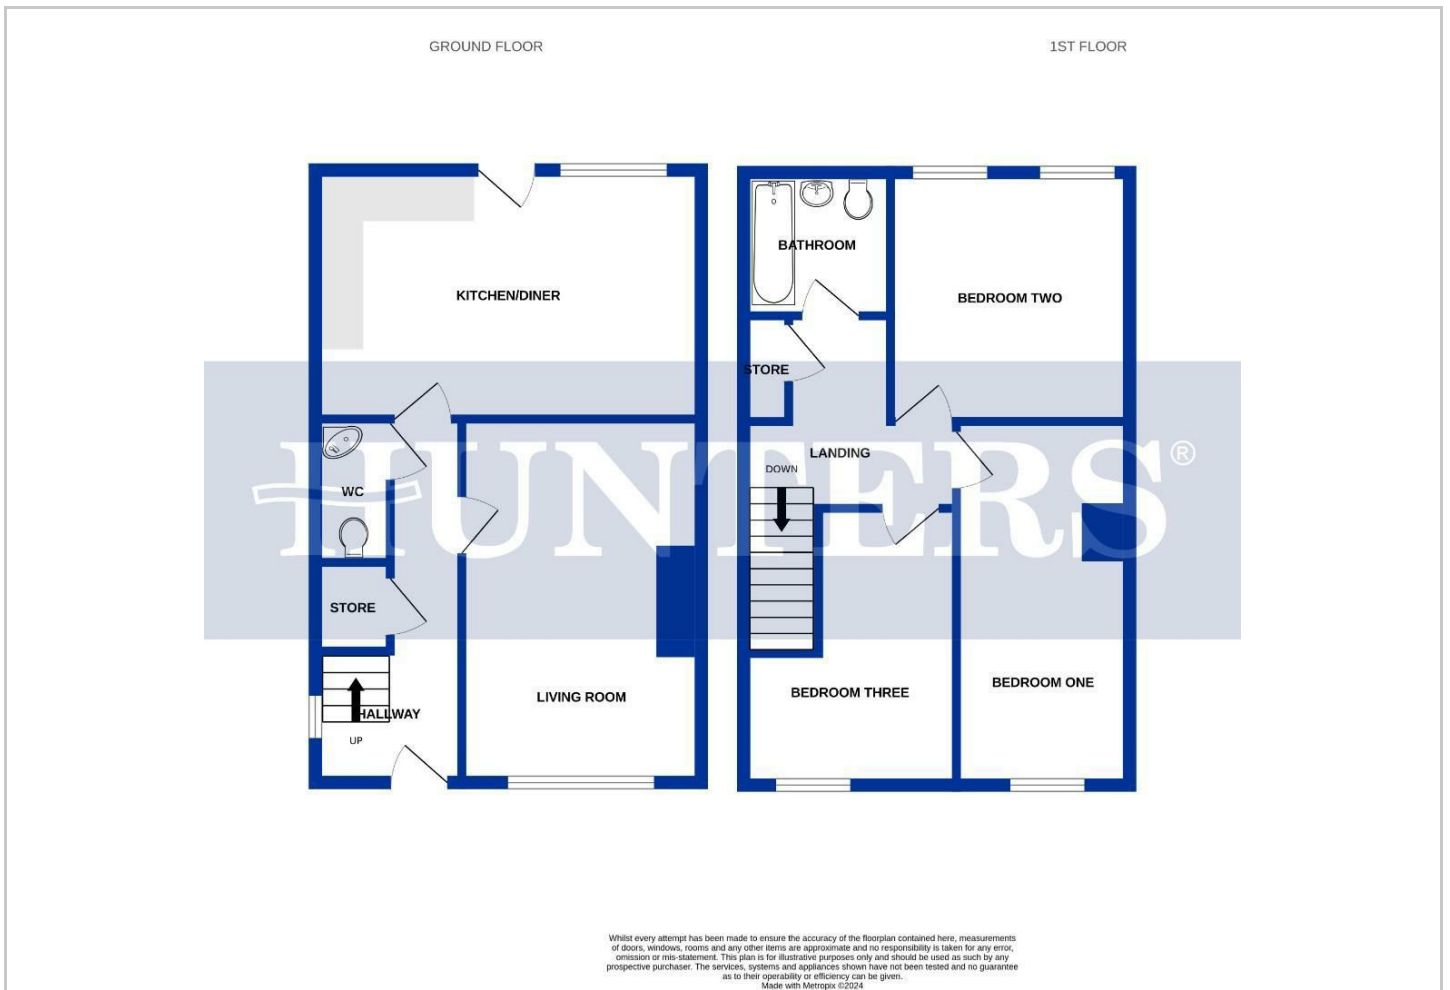 GROUND FLOOR
1ST FLOOR
BATHROOM
KITCHEN/DINER
BEDROOM TWO
STORE
HUNTERS®
LANDING
DOWN
WC
STORE
BEDROOM ONE
BEDROOM THREE
LIVING ROOM
HALLWAY
UP
Whilst every attempt has been made to ensure the accuracy of the floorplan contained here, measurements
of doors, windows, rooms and any other items are approximate and no responsibility is taken for any error,
omission or mis-statement. This plan is for illustrative purposes only and should be used as such by any
prospective purchaser. The services, systems and appliances shown have not been tested and no guarantee
as to their operability or efficiency can be given.
Made with Metropix ©2024